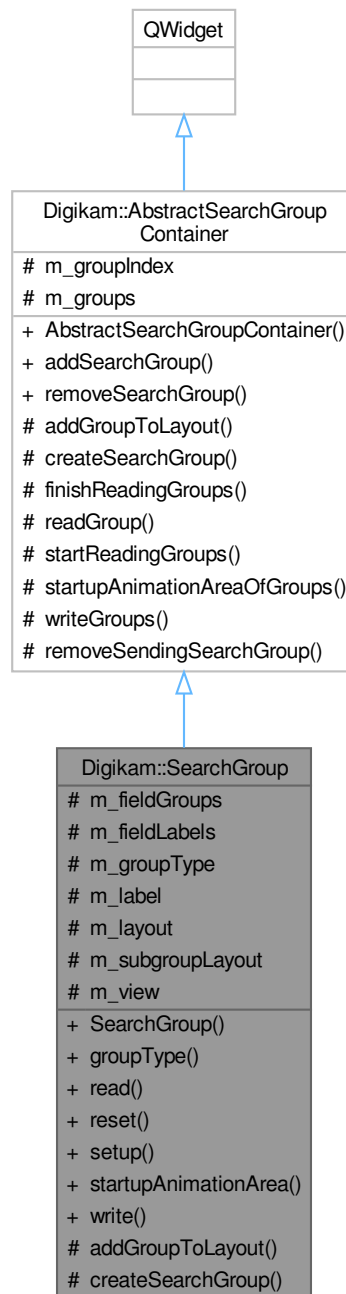 QWidget
Digikam::AbstractSearchGroup
Container
# m_groupIndex
# m_groups
+ AbstractSearchGroupContainer()
+ addSearchGroup()
+ removeSearchGroup()
# addGroupToLayout()
# createSearchGroup()
# finishReadingGroups()
# readGroup()
# startReadingGroups()
# startupAnimationAreaOfGroups()
# writeGroups()
# removeSendingSearchGroup()
Digikam::SearchGroup
# m_fieldGroups
# m_fieldLabels
# m_groupType
# m_label
# m_layout
# m_subgroupLayout
# m_view
+ SearchGroup()
+ groupType()
+ read()
+ reset()
+ setup()
+ startupAnimationArea()
+ write()
# addGroupToLayout()
# createSearchGroup()